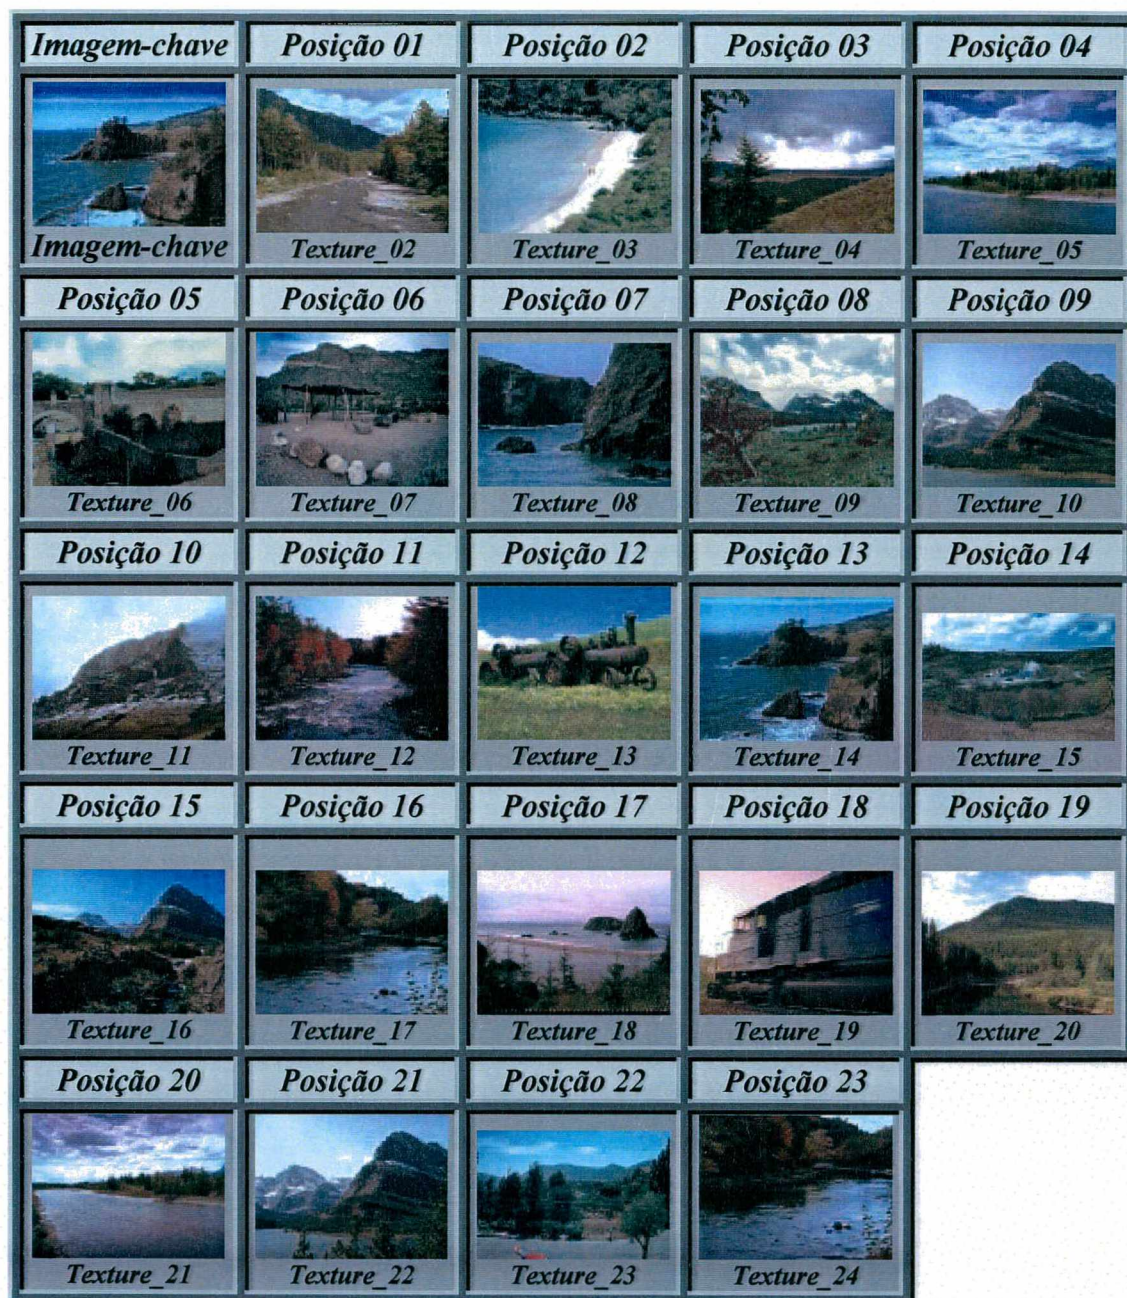 Imagem-chave Posição 01 Posição 02 Posição 03 Posição 04
Imagem-chave Texture_02 Texture_03 Texture_04 Texture_05
Posição 05 Posição 06 Posição 07 Posição 08 Posição 09
Texture_06 Texture_07 Texture_08 Texture_09 Texture_10
Posição 10 Posição 11 Posição 12 Posição 13 Posição 14
Texture_11 Texture_12 Texture_13 Texture_14 Texture_15
Posição 15 Posição 16 Posição 17 Posição 18 Posição 19
Texture_16 Texture_17 Texture_18 Texture_19 Texture_20
Posição 20 Posição 21 Posição 22 Posição 23
Texture_21 Texture_22 Texture_23 Texture_24